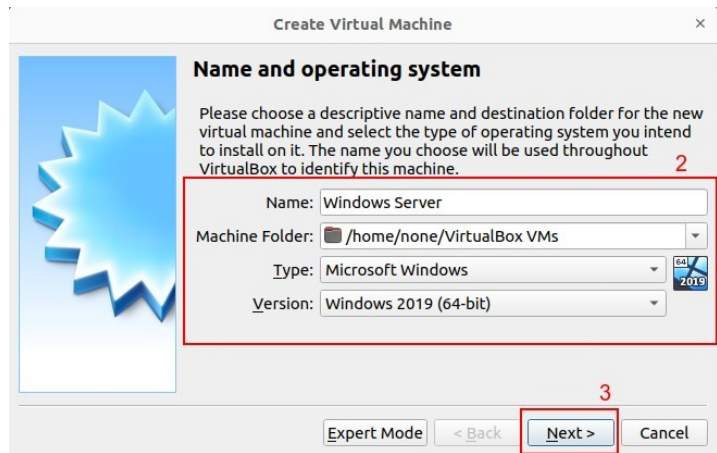 Create Virtual Machine
×
Name and operating system
Please choose a descriptive name and destination folder for the new
virtual machine and select the type of operating system you intend
to install on it. The name you choose will be used throughout
VirtualBox to identify this machine.
2
Name: Windows Server
Machine Folder: /home/none/VirtualBox VMs
Type: Microsoft Windows
64
2019
Version: Windows 2019 (64-bit)
3
Expert Mode < Back Next > Cancel